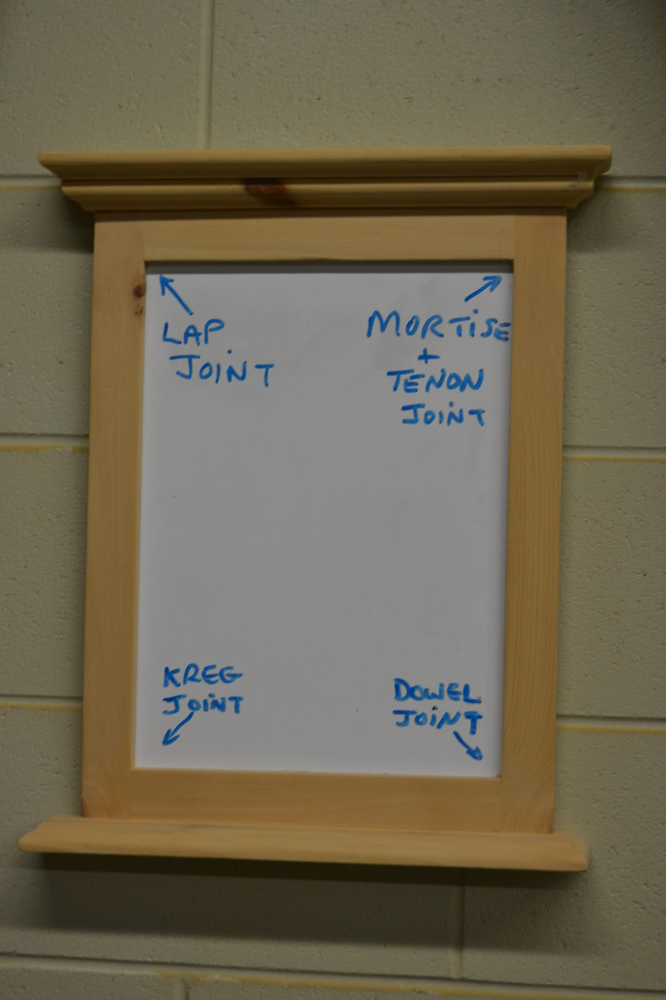 LAP
JOINT
MORTISE
+
TENON
JOINT
KREG
JOINT
DOWEL
JOINT